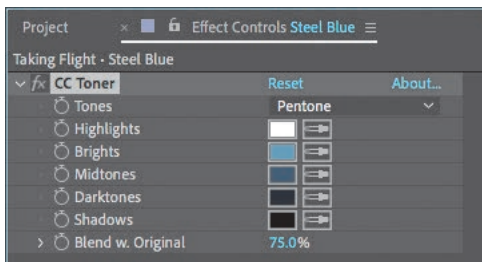 Project × Effect Controls Steel Blue ≡
Taking Flight • Steel Blue
fx CC Toner Reset About...
Tones Pentone
Highlights
Brights
Midtones
Darktones
Shadows
Blend w. Original 75.0%